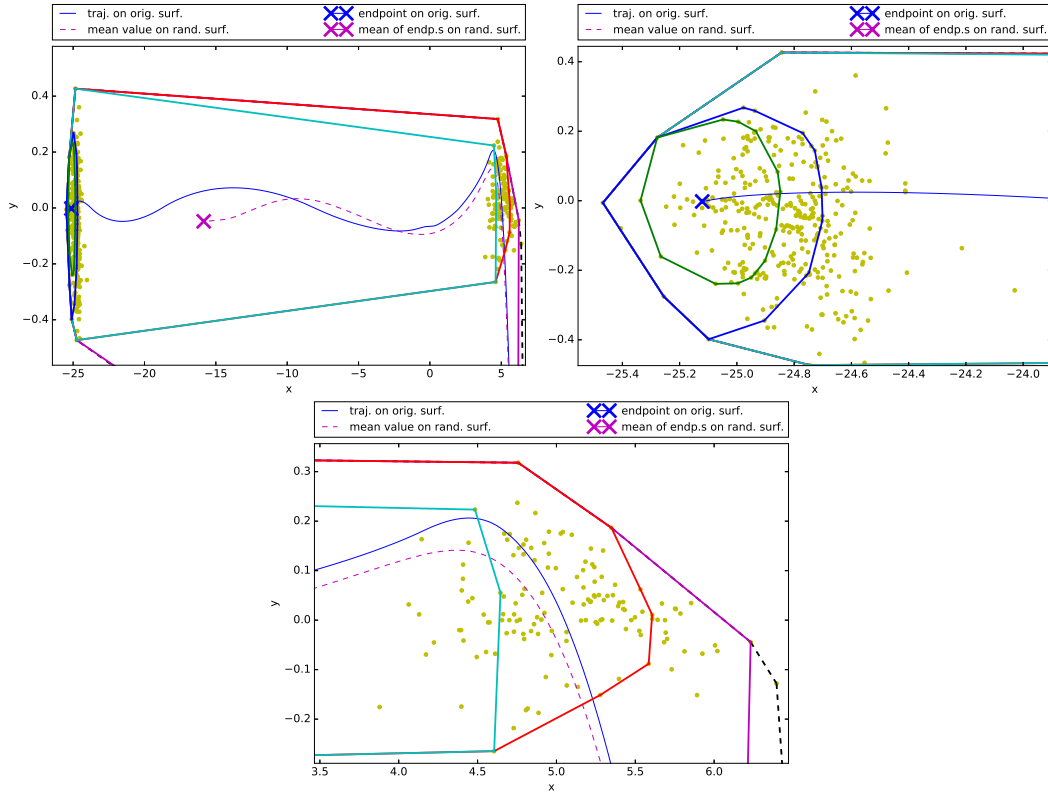 traj. on orig. surf. endpoint on orig. surf.
mean value on rand. surf. mean of endp.s on rand. surf.
0.4
0.2
0.0
−0.2
−0.4
y
−25 −20 −15 −10 −5 0 5
x
traj. on orig. surf. endpoint on orig. surf.
mean value on rand. surf. mean of endp.s on rand. surf.
0.4
0.2
0.0
−0.2
−0.4
y
−25.4 −25.2 −25.0 −24.8 −24.6 −24.4 −24.2 −24.0
x
traj. on orig. surf. endpoint on orig. surf.
mean value on rand. surf. mean of endp.s on rand. surf.
0.3
0.2
0.1
0.0
−0.1
−0.2
y
3.5 4.0 4.5 5.0 5.5 6.0
x